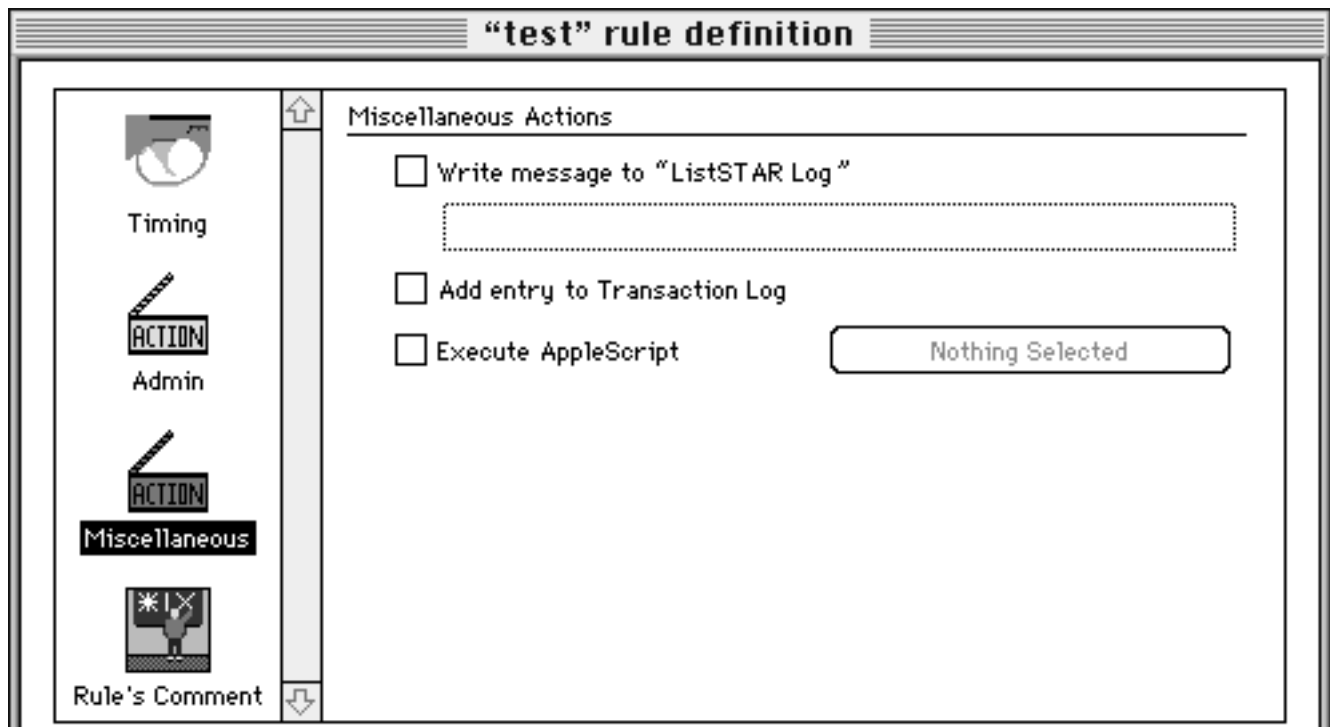 “test” rule definition
Timing
ACTION
Admin
ACTION
Miscellaneous
Rule's Comment
Miscellaneous Actions
Write message to “ListSTAR Log”
Add entry to Transaction Log
Execute AppleScript
Nothing Selected